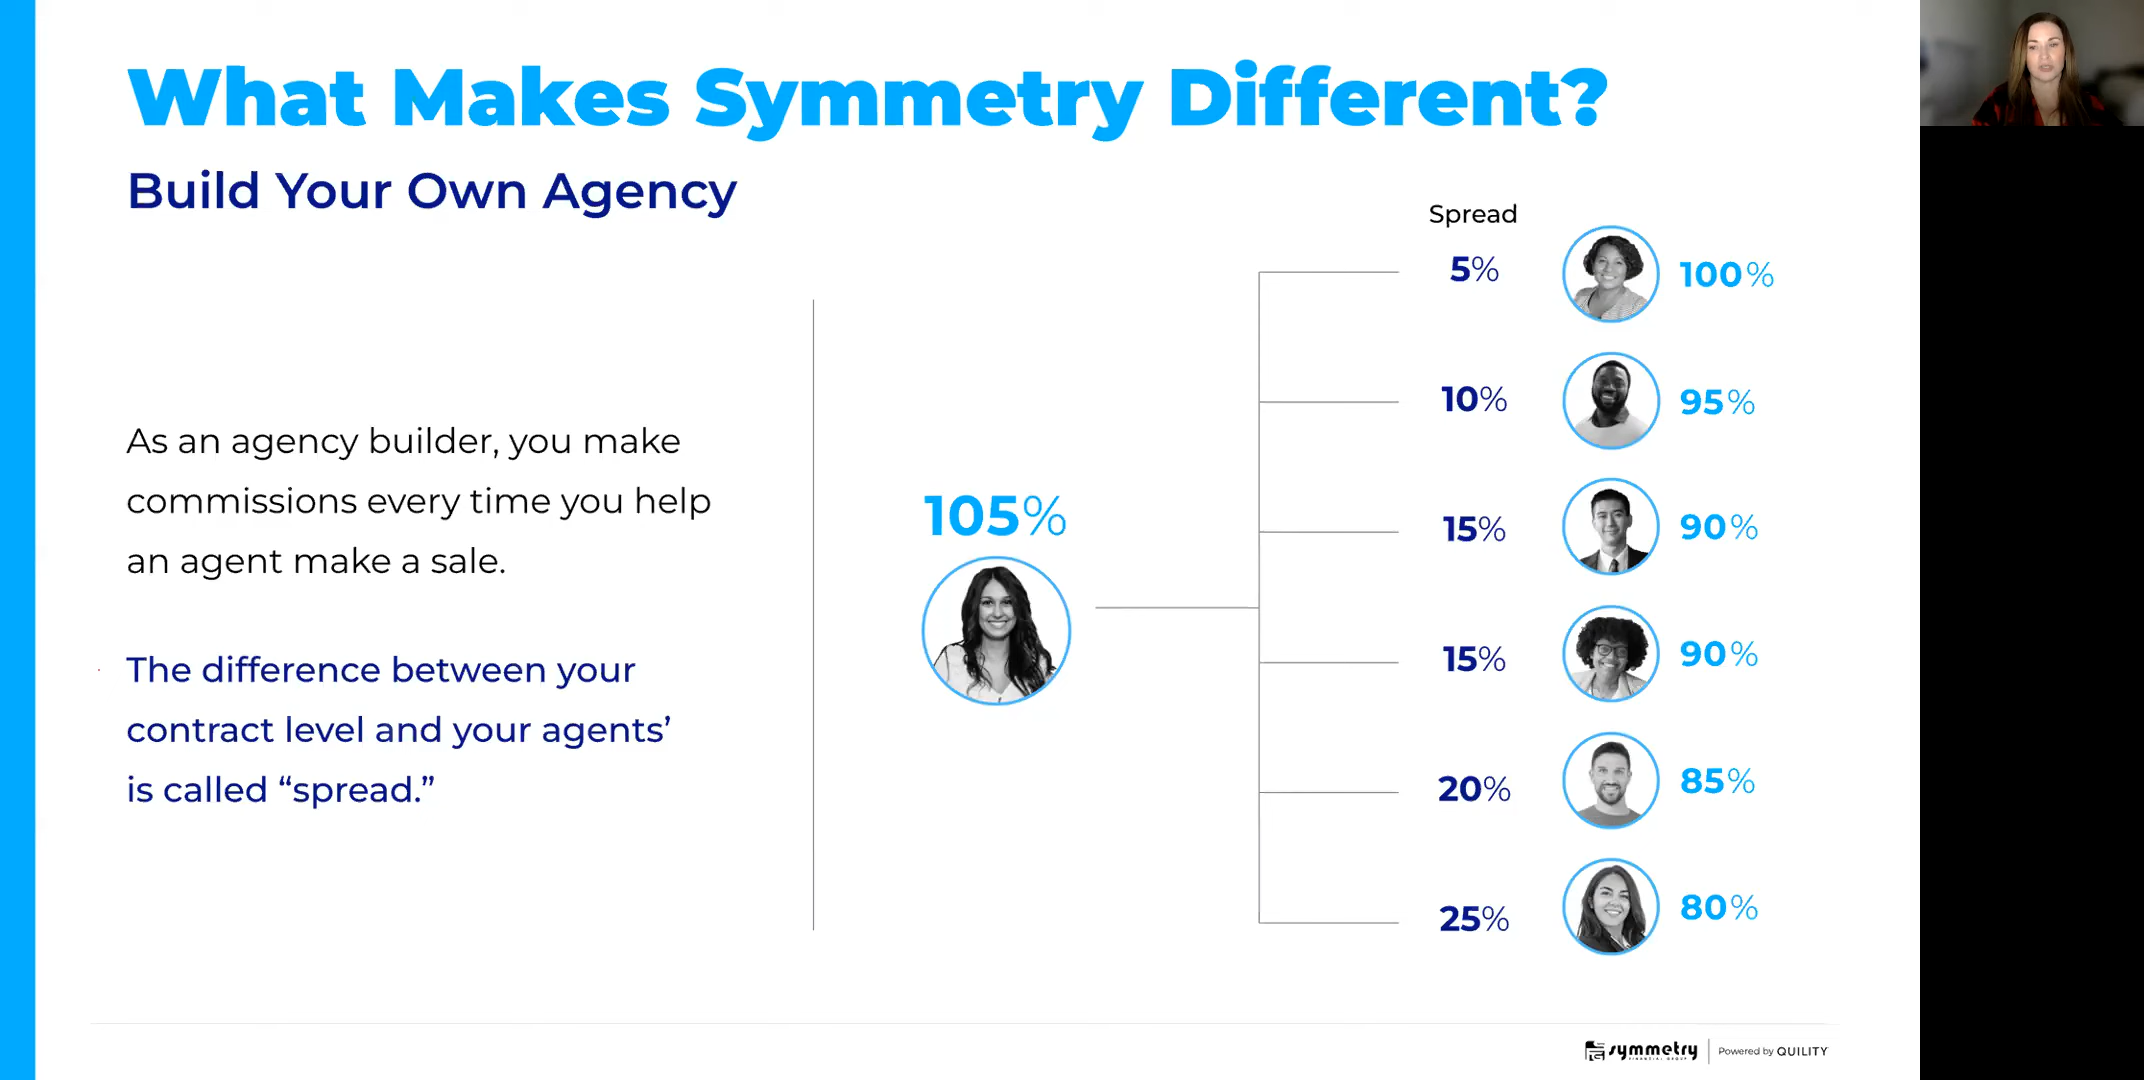 What Makes Symmetry Different?
Build Your Own Agency
As an agency builder, you make
commissions every time you help
an agent make a sale.
The difference between your
contract level and your agents’
is called “spread.”
105%
Spread
5% 100%
10% 95%
15% 90%
15% 90%
20% 85%
25% 80%
symmetry
FINANCIAL GROUP
Powered by QUILITY